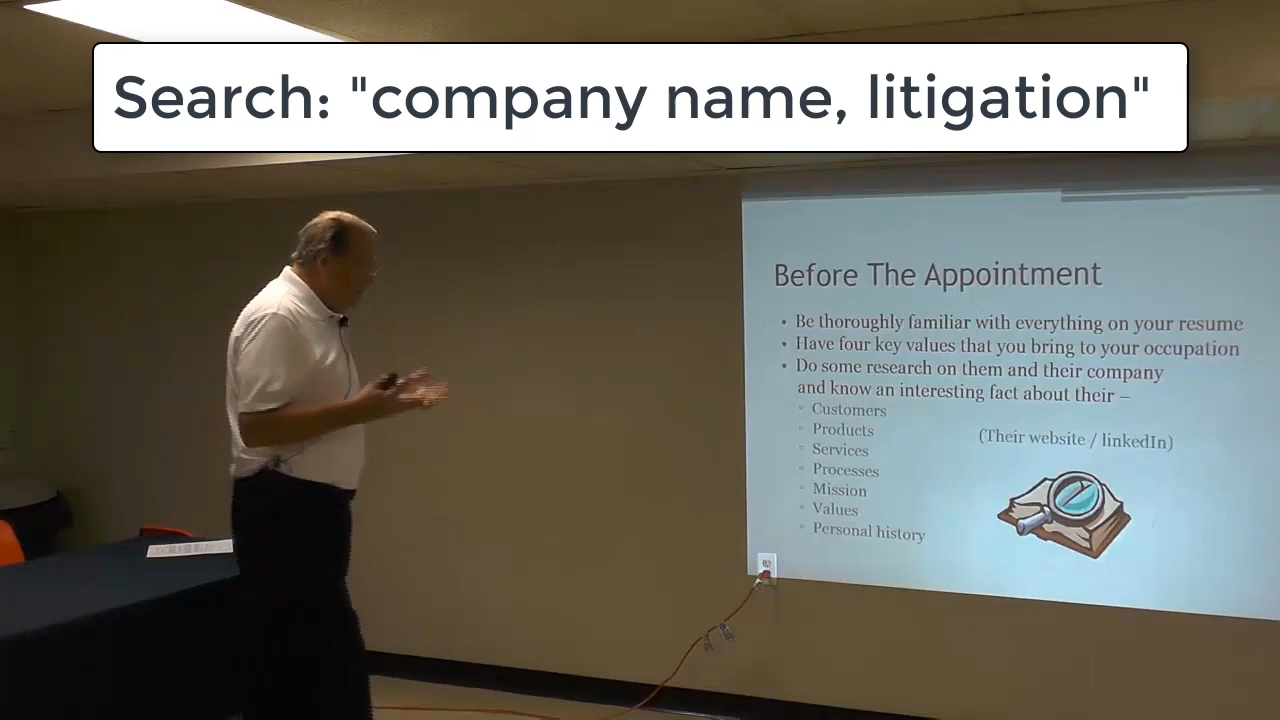 Search: "company name, litigation"
Before The Appointment
• Be thoroughly familiar with everything on your resume
• Have four key values that you bring to your occupation
• Do some research on them and their company
and know an interesting fact about their –
▫ Customers
▫ Products
▫ Services
▫ Processes
▫ Mission
▫ Values
▫ Personal history
(Their website / linkedIn)